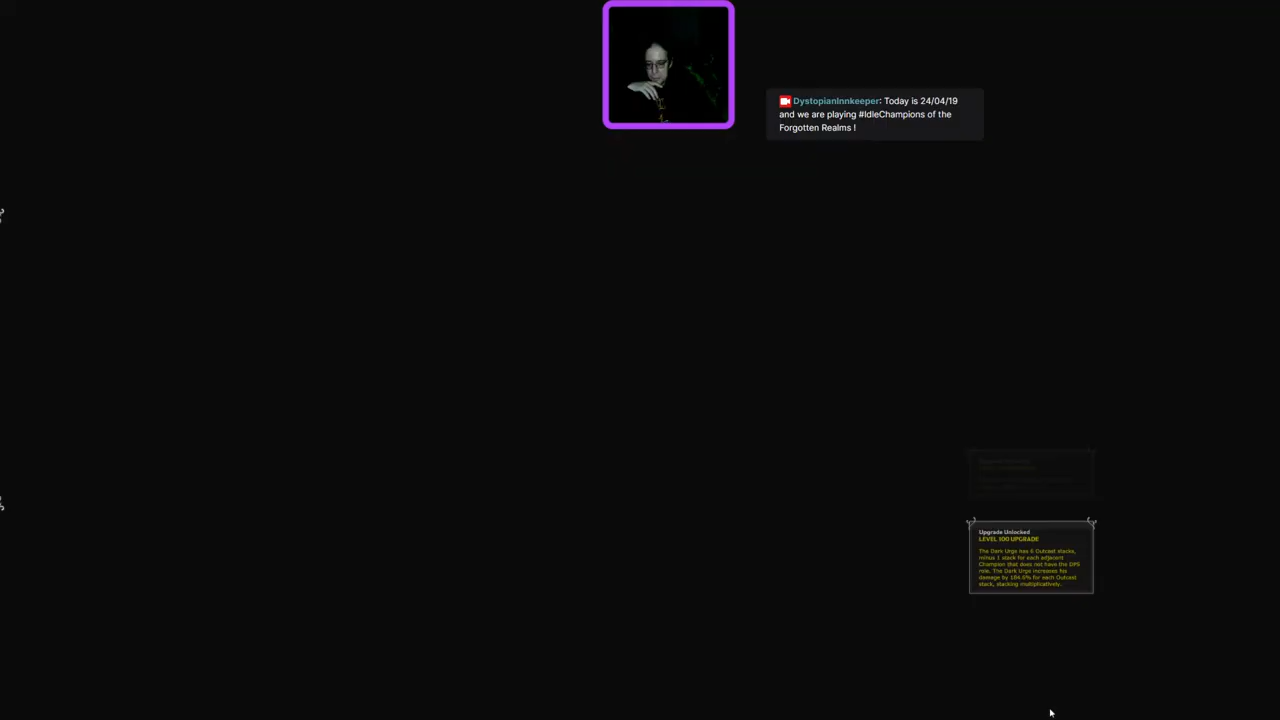 DystopianInnkeeper: Today is 24/04/19
and we are playing #IdleChampions of the
Forgotten Realms !
Upgrade Unlocked
LEVEL 100 UPGRADE
The Dark Urge has 6 Outcast stacks,
minus 1 stack for each adjacent
Champion that does not have the DPS
role. The Dark Urge increases his
damage by 184.6% for each Outcast
stack, stacking multiplicatively.